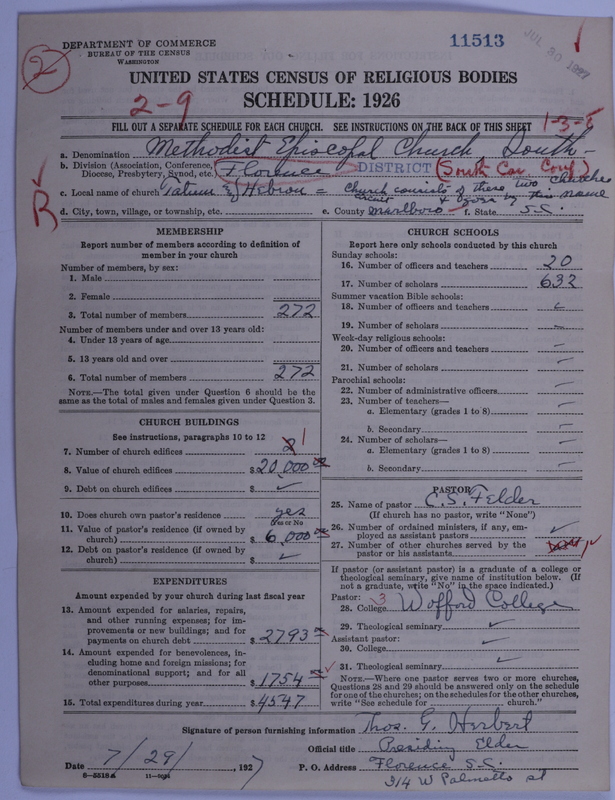 DEPARTMENT OF COMMERCE
BUREAU OF THE CENSUS
WASHINGTON
11513
JUL 30 1927
2
UNITED STATES CENSUS OF RELIGIOUS BODIES
SCHEDULE: 1926
2-9
FILL OUT A SEPARATE SCHEDULE FOR EACH CHURCH. SEE INSTRUCTIONS ON THE BACK OF THIS SHEET
1-3-
a. Denomination Methodist Episcopal Church South-
b. Division (Association, Conference, Diocese, Presbytery, Synod, etc.) Florence DISTRICT (South Car. Conf)
c. Local name of church Tatum & Hebron = Church consists of these two churches
circuit & goes by this name
d. City, town, village, or township, etc. e. County Marlboro f. State S.C.
R
MEMBERSHIP
Report number of members according to definition of member in your church
Number of members, by sex:
1. Male
2. Female
3. Total number of members 272
Number of members under and over 13 years old:
4. Under 13 years of age
5. 13 years old and over
6. Total number of members 272
NOTE.—The total given under Question 6 should be the same as the total of males and females given under Question 3.
CHURCH BUILDINGS
See instructions, paragraphs 10 to 12
7. Number of church edifices 2 1
8. Value of church edifices $ 20,000 00
9. Debt on church edifices $ ✓
10. Does church own pastor's residence yes
Yes or No
11. Value of pastor's residence (if owned by church) $ 6,000 00
12. Debt on pastor's residence (if owned by church) $ ✓
EXPENDITURES
Amount expended by your church during last fiscal year
13. Amount expended for salaries, repairs, and other running expenses; for improvements or new buildings; and for payments on church debt $ 2793
14. Amount expended for benevolences, including home and foreign missions; for denominational support; and for all other purposes $ 1754
15. Total expenditures during year $ 4547
CHURCH SCHOOLS
Report here only schools conducted by this church
Sunday schools:
16. Number of officers and teachers 20
17. Number of scholars 632
Summer vacation Bible schools:
18. Number of officers and teachers
19. Number of scholars
Week-day religious schools:
20. Number of officers and teachers
21. Number of scholars
Parochial schools:
22. Number of administrative officers
23. Number of teachers—
a. Elementary (grades 1 to 8)
b. Secondary
24. Number of scholars—
a. Elementary (grades 1 to 8)
b. Secondary
PASTOR
25. Name of pastor C. S. Felder
(If church has no pastor, write "None")
26. Number of ordained ministers, if any, employed as assistant pastors ✓
27. Number of other churches served by the pastor or his assistants
If pastor (or assistant pastor) is a graduate of a college or theological seminary, give name of institution below. (If not a graduate, write "No" in the space indicated.)
Pastor: 3
28. College Wofford College
29. Theological seminary ✓
Assistant pastor:
30. College ✓
31. Theological seminary ✓
NOTE.—Where one pastor serves two or more churches, Questions 28 and 29 should be answered only on the schedule for one of the churches; on the schedules for the other churches, write "See schedule for church."
Signature of person furnishing information Thos. G. Herbert
Official title Presiding Elder
Date 7/29, 1927 P. O. Address Florence S.C.
8-5518a 11-9094 314 W Palmetto st